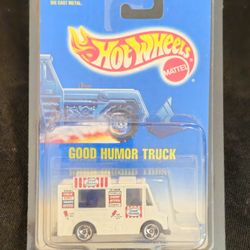 DIE CAST METAL.
Hot Wheels
MATTEL
GOOD HUMOR TRUCK